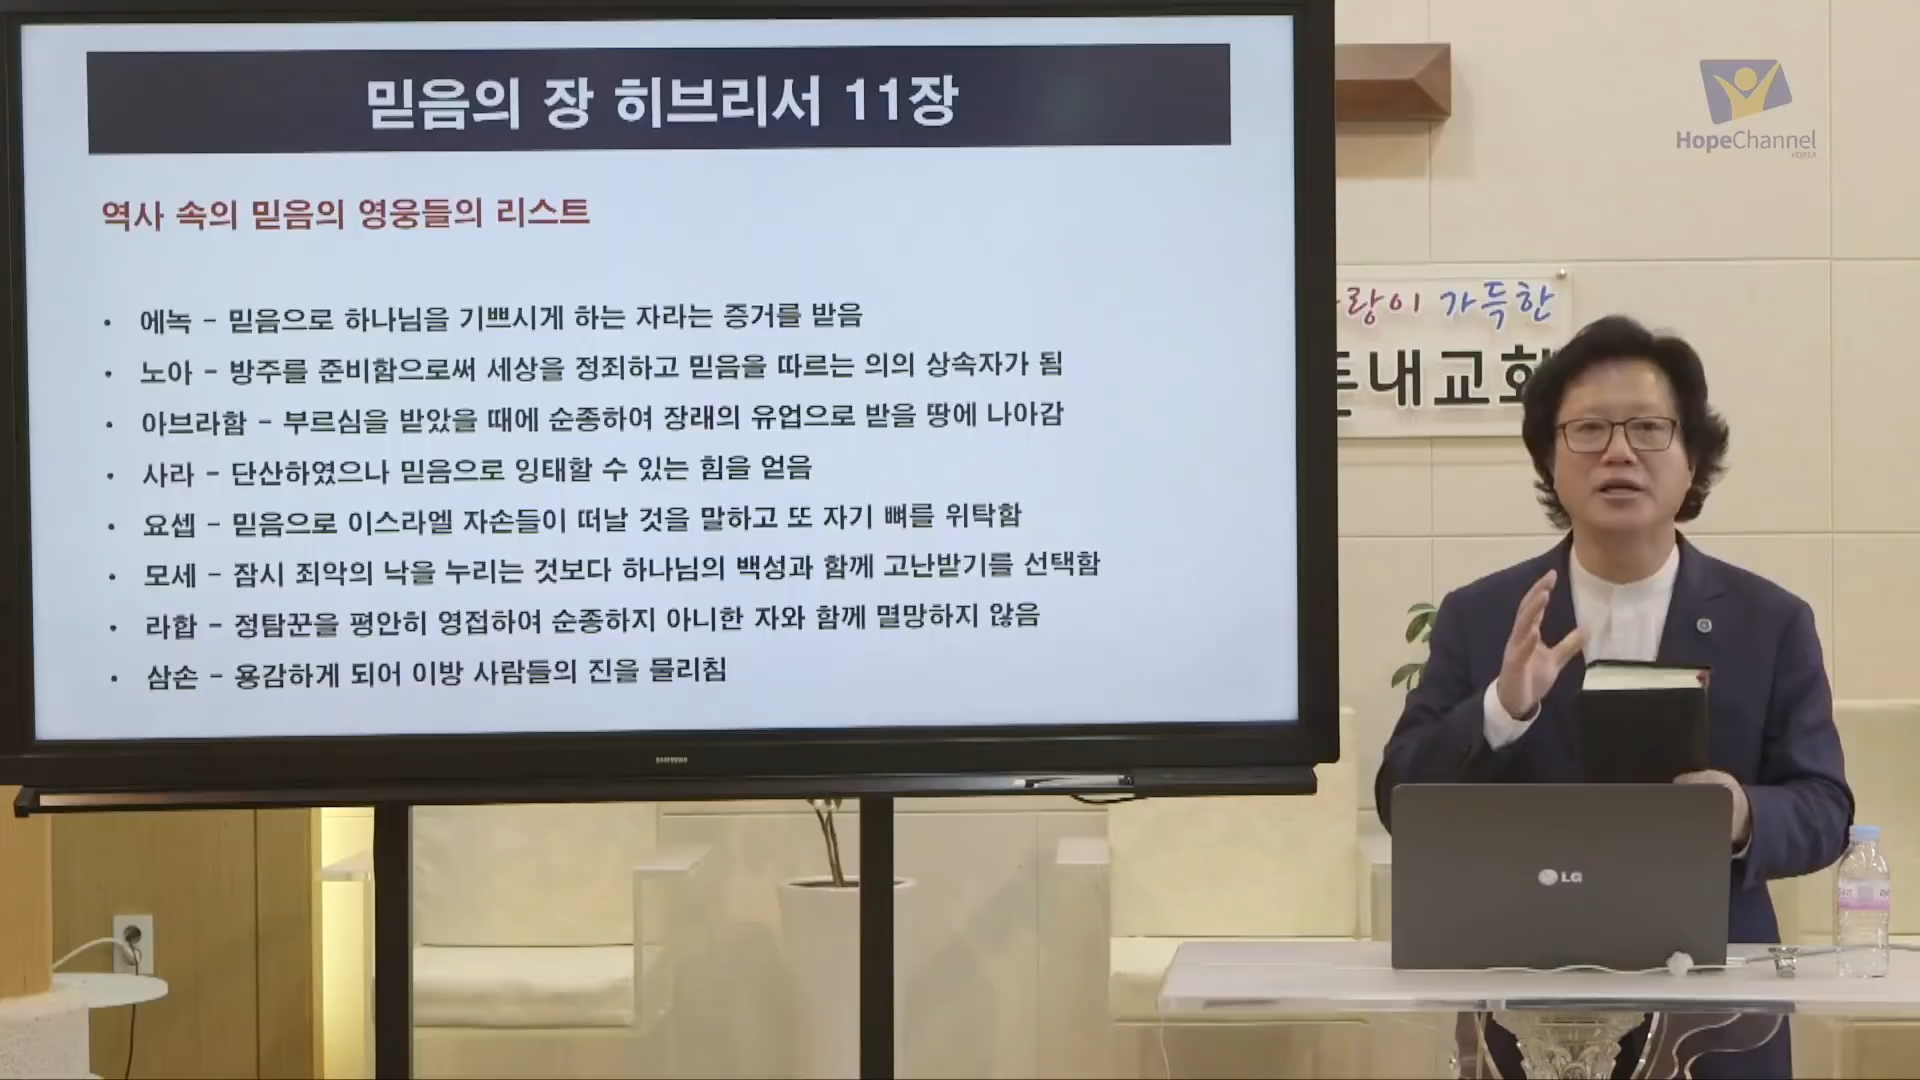 믿음의 장 히브리서 11장
역사 속의 믿음의 영웅들의 리스트
• 에녹 - 믿음으로 하나님을 기쁘시게 하는 자라는 증거를 받음
• 노아 - 방주를 준비함으로써 세상을 정죄하고 믿음을 따르는 의의 상속자가 됨
• 아브라함 - 부르심을 받았을 때에 순종하여 장래의 유업으로 받을 땅에 나아감
• 사라 - 단산하였으나 믿음으로 잉태할 수 있는 힘을 얻음
• 요셉 - 믿음으로 이스라엘 자손들이 떠날 것을 말하고 또 자기 뼈를 위탁함
• 모세 - 잠시 죄악의 낙을 누리는 것보다 하나님의 백성과 함께 고난받기를 선택함
• 라합 - 정탐꾼을 평안히 영접하여 순종하지 아니한 자와 함께 멸망하지 않음
• 삼손 - 용감하게 되어 이방 사람들의 진을 물리침
SAMSUNG
HopeChannel
KOREA
랑이 가득한
내교회
LG